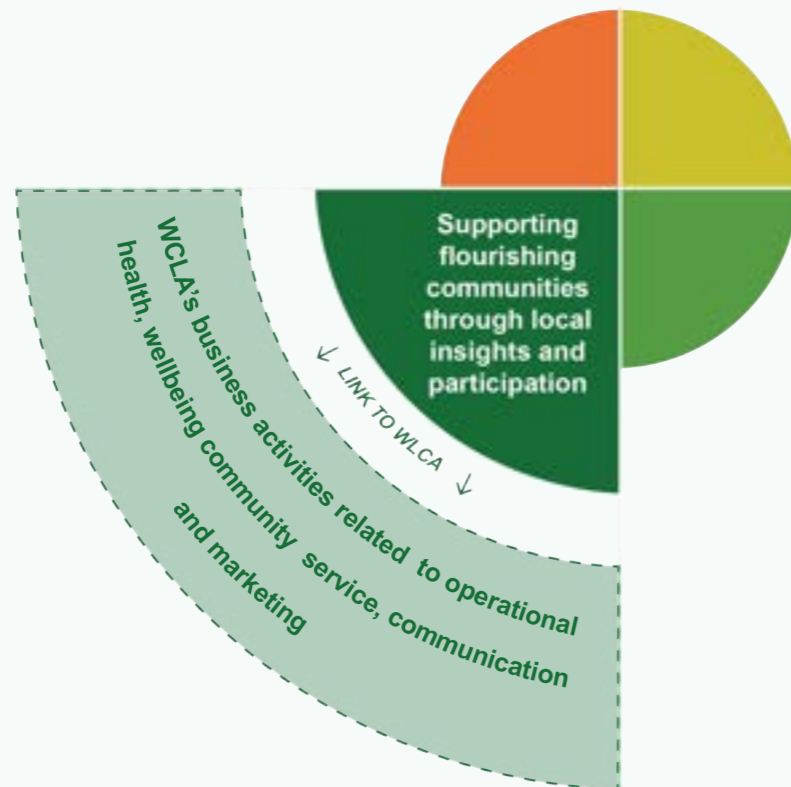 Supporting
flourishing
communities
through local
insights and
participation
↓ LINK TO WLCA ↓
WCLA's business activities related to operational
health, wellbeing community service, communication
and marketing